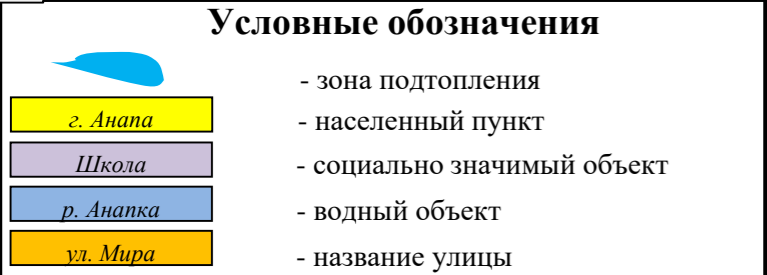 Условные обозначения
- зона подтопления
г. Анапа - населенный пункт
Школа - социально значимый объект
р. Анапка - водный объект
ул. Мира - название улицы